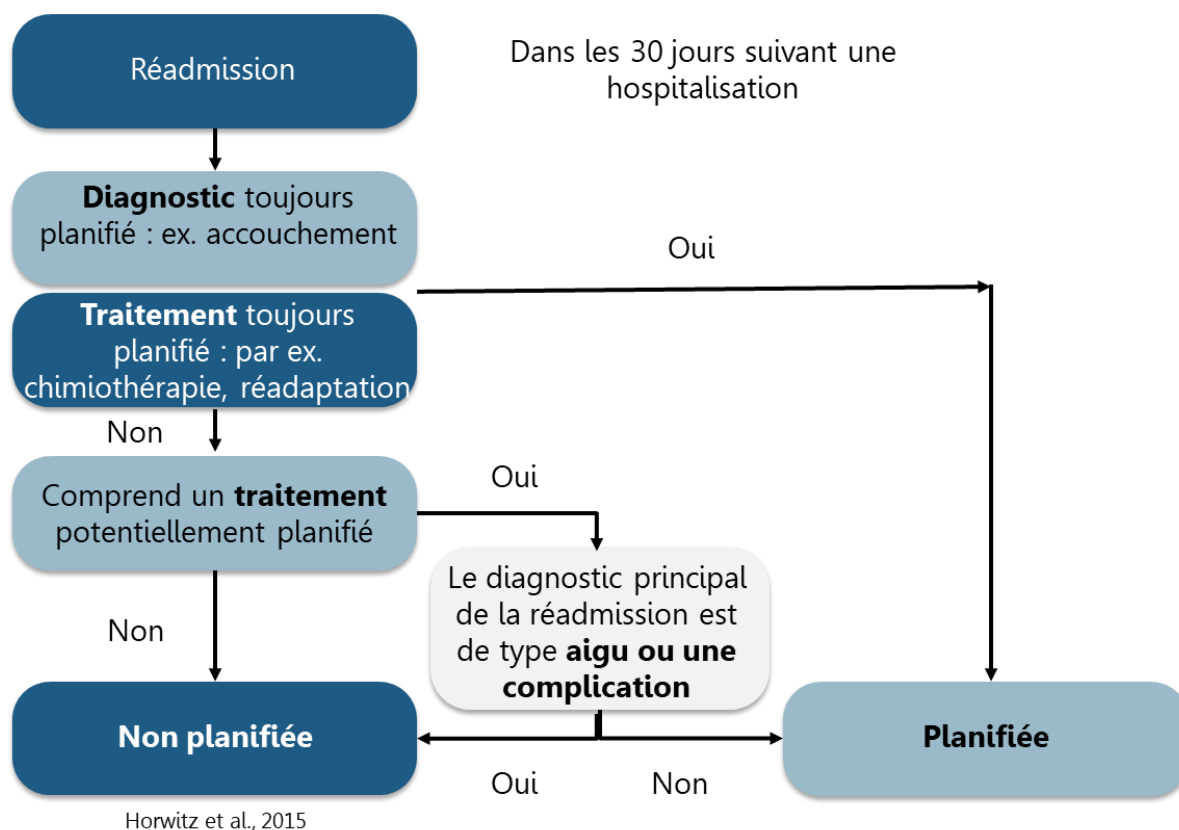 Réadmission
Dans les 30 jours suivant une
hospitalisation
Diagnostic toujours
planifié : ex. accouchement
Oui
Traitement toujours
planifié : par ex.
chimiothérapie, réadaptation
Non
Oui
Comprend un traitement
potentiellement planifié
Le diagnostic principal
de la réadmission est
de type aigu ou une
complication
Non
Non planifiée
Planifiée
Oui
Non
Horwitz et al., 2015